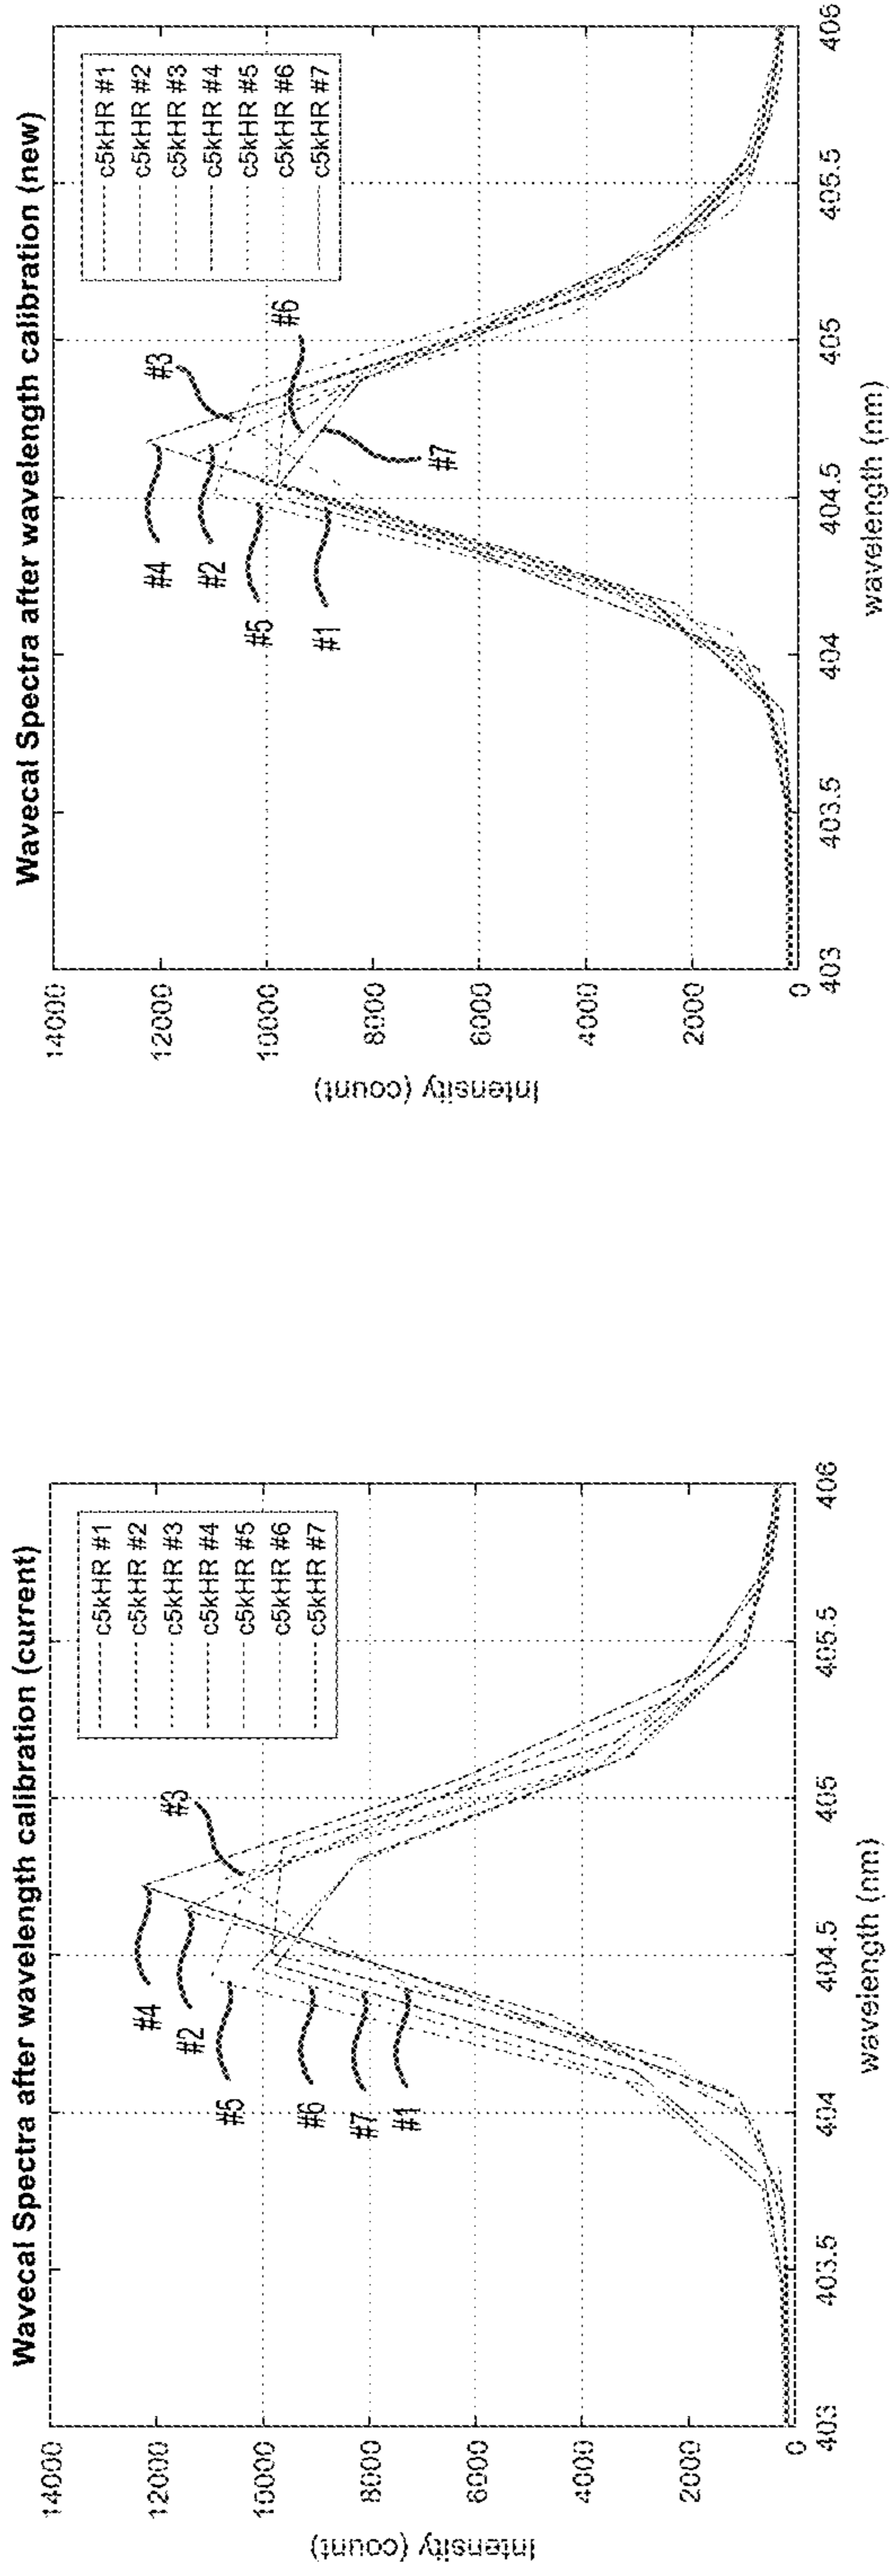 Wavecal Spectra after wavelength calibration (current)
14000
12000
10000
8000
6000
4000
2000
0
Intensity (count)
403
403.5
404
404.5
405
405.5
406
wavelength (nm)
c5kHR #1
c5kHR #2
c5kHR #3
c5kHR #4
c5kHR #5
c5kHR #6
c5kHR #7
#4
#2
#5
#6
#7
#1
#3
Wavecal Spectra after wavelength calibration (new)
14000
12000
10000
8000
6000
4000
2000
0
Intensity (count)
403
403.5
404
404.5
405
405.5
406
wavelength (nm)
c5kHR #1
c5kHR #2
c5kHR #3
c5kHR #4
c5kHR #5
c5kHR #6
c5kHR #7
#4
#2
#5
#1
#3
#6
#7